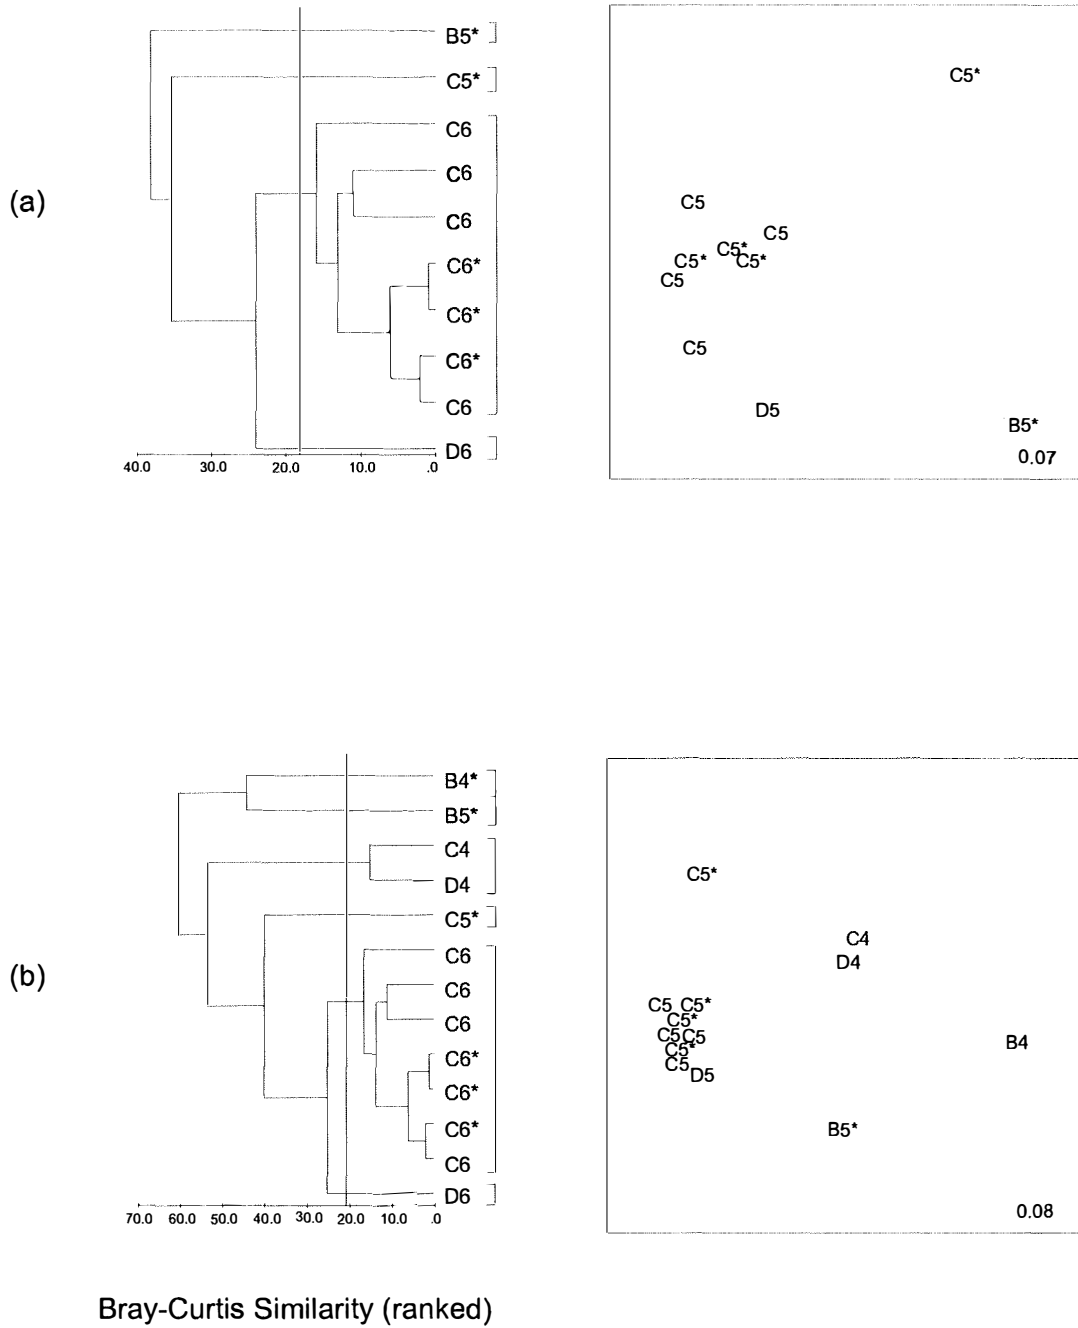 (a)
B5*
C5*
C6
C6
C6
C6*
C6*
C6*
C6
D6
40.0 30.0 20.0 10.0 .0
C5*
C5
C5
C5*
C5* C5*
C5
C5
D5
B5*
0.07
(b)
B4*
B5*
C4
D4
C5*
C6
C6
C6
C6*
C6*
C6*
C6
D6
70.0 60.0 50.0 40.0 30.0 20.0 10.0 .0
C5*
C4
D4
C5 C5*
C5*
C5 C5
B4
C5*
C5
D5
B5*
0.08
Bray-Curtis Similarity (ranked)